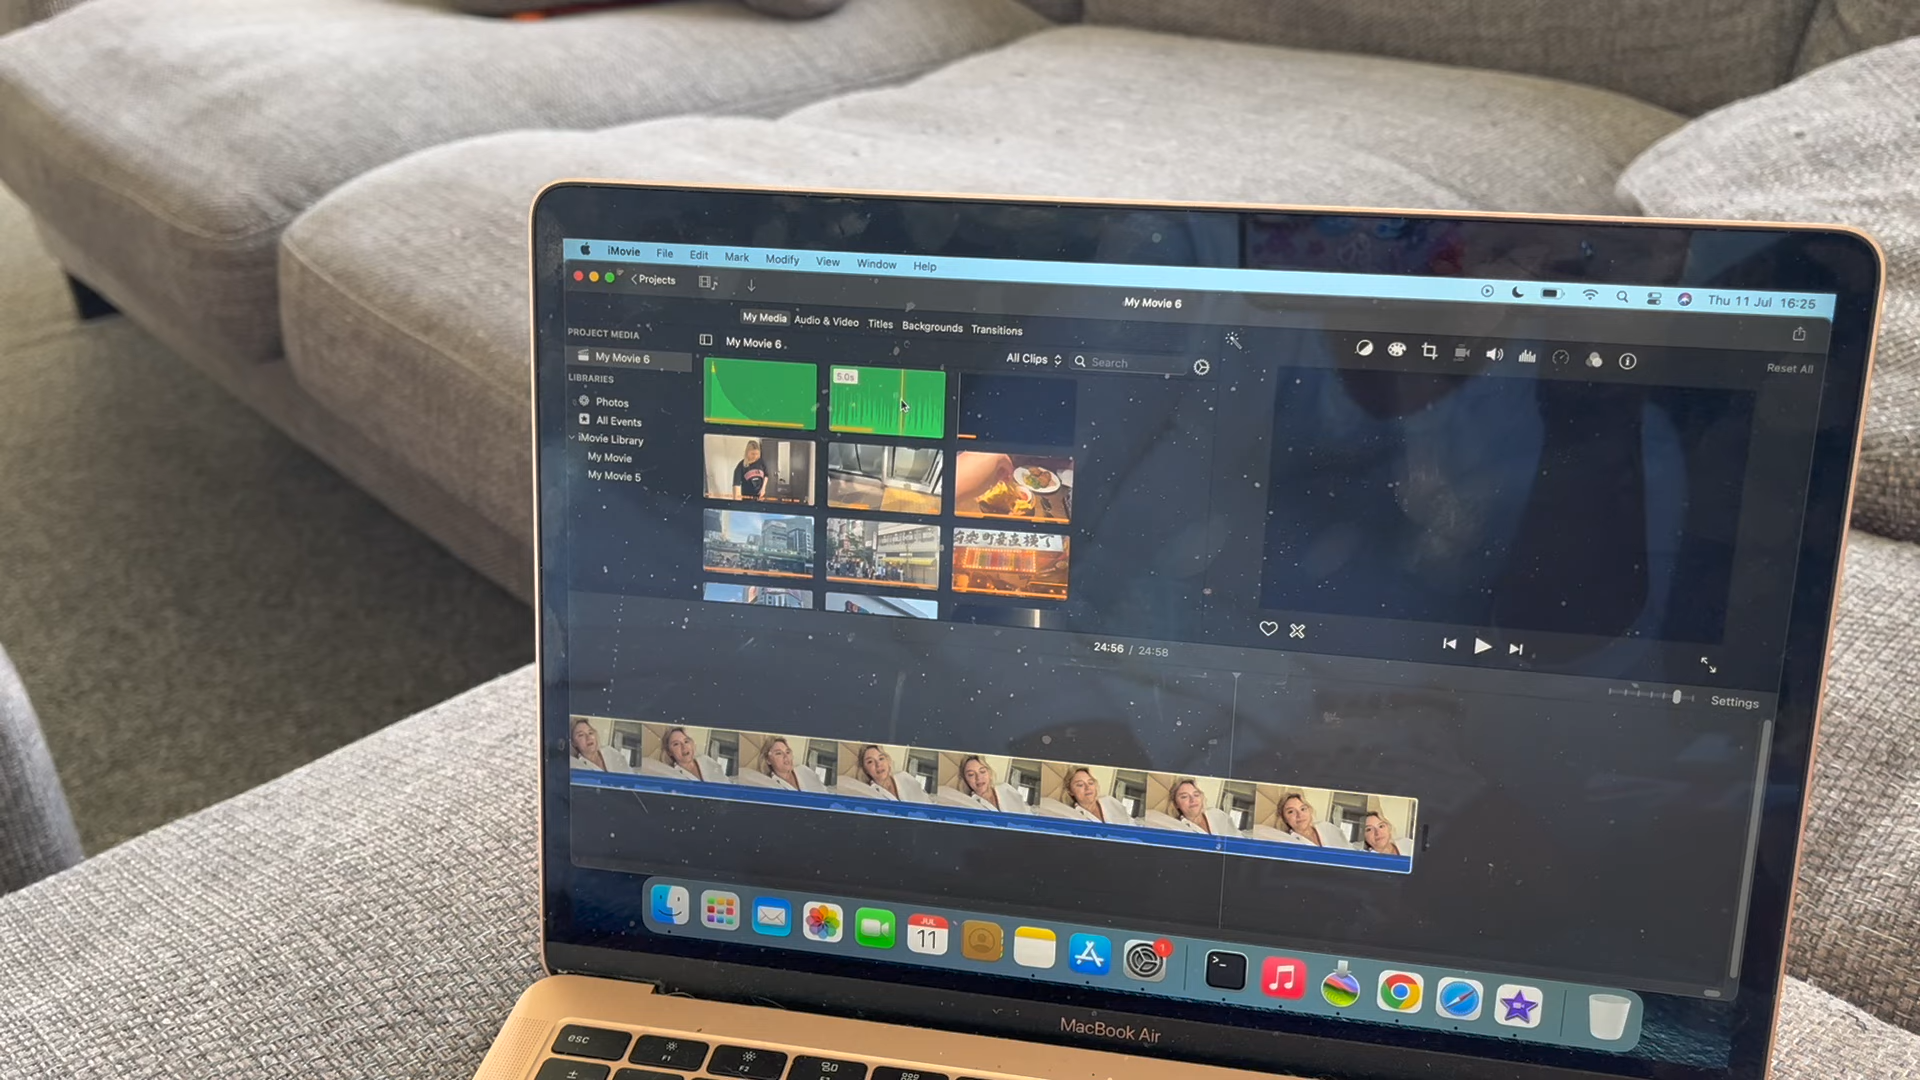 iMovie File Edit Mark Modify View Window Help
Thu 11 Jul 16:25
Projects
My Movie 6
My Media Audio & Video Titles Backgrounds Transitions
PROJECT MEDIA
My Movie 6
LIBRARIES
Photos
All Events
iMovie Library
My Movie
My Movie 5
My Movie 6
All Clips
Search
Reset All
5.0s
24:56 / 24:58
Settings
JUL
11
1
MacBook Air
esc
F1
F2